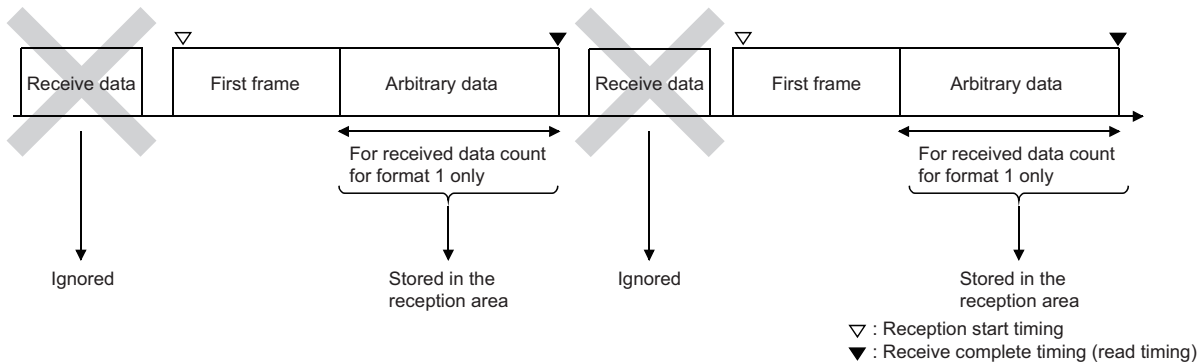 Receive data
First frame
Arbitrary data
Receive data
First frame
Arbitrary data
For received data count
for format 1 only
For received data count
for format 1 only
Ignored
Stored in the
reception area
Ignored
Stored in the
reception area
▽ : Reception start timing
▼ : Receive complete timing (read timing)